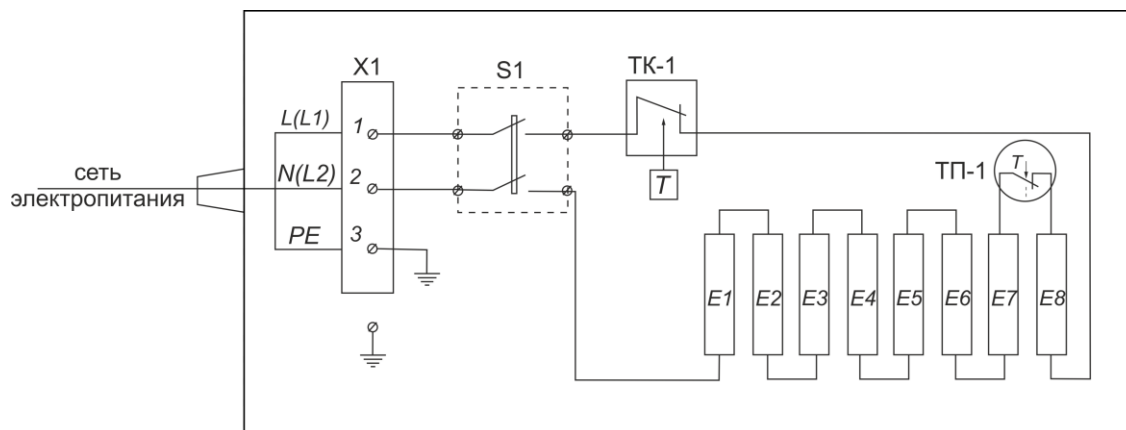 X1
S1
ТК-1
L(L1)
1
сеть
электропитания
N(L2)
2
T
ТП-1
T
PE
3
E1
E2
E3
E4
E5
E6
E7
E8